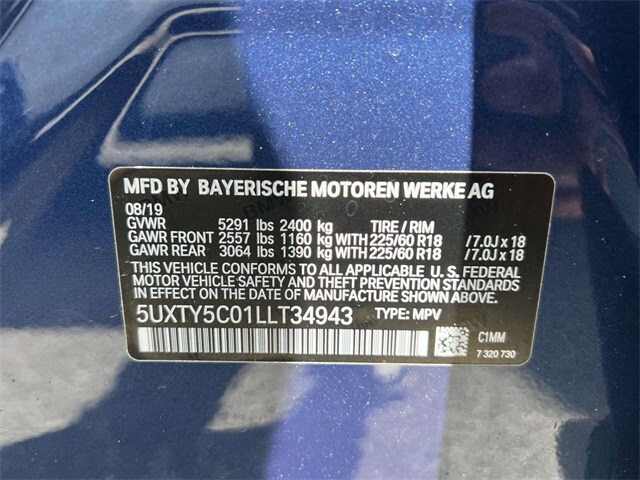 MFD BY BAYERISCHE MOTOREN WERKE AG
08/19
GVWR 5291 lbs 2400 kg TIRE / RIM
GAWR FRONT 2557 lbs 1160 kg WITH 225/60 R18 / 7.0J x 18
GAWR REAR 3064 lbs 1390 kg WITH 225/60 R18 / 7.0J x 18
THIS VEHICLE CONFORMS TO ALL APPLICABLE U. S. FEDERAL
MOTOR VEHICLE SAFETY, BUMPER, AND THEFT PREVENTION
STANDARDS IN EFFECT ON THE DATE OF MANUFACTURE SHOWN ABOVE.
5UXTY5C01LLT34943 TYPE: MPV
C1MM
7 320 730